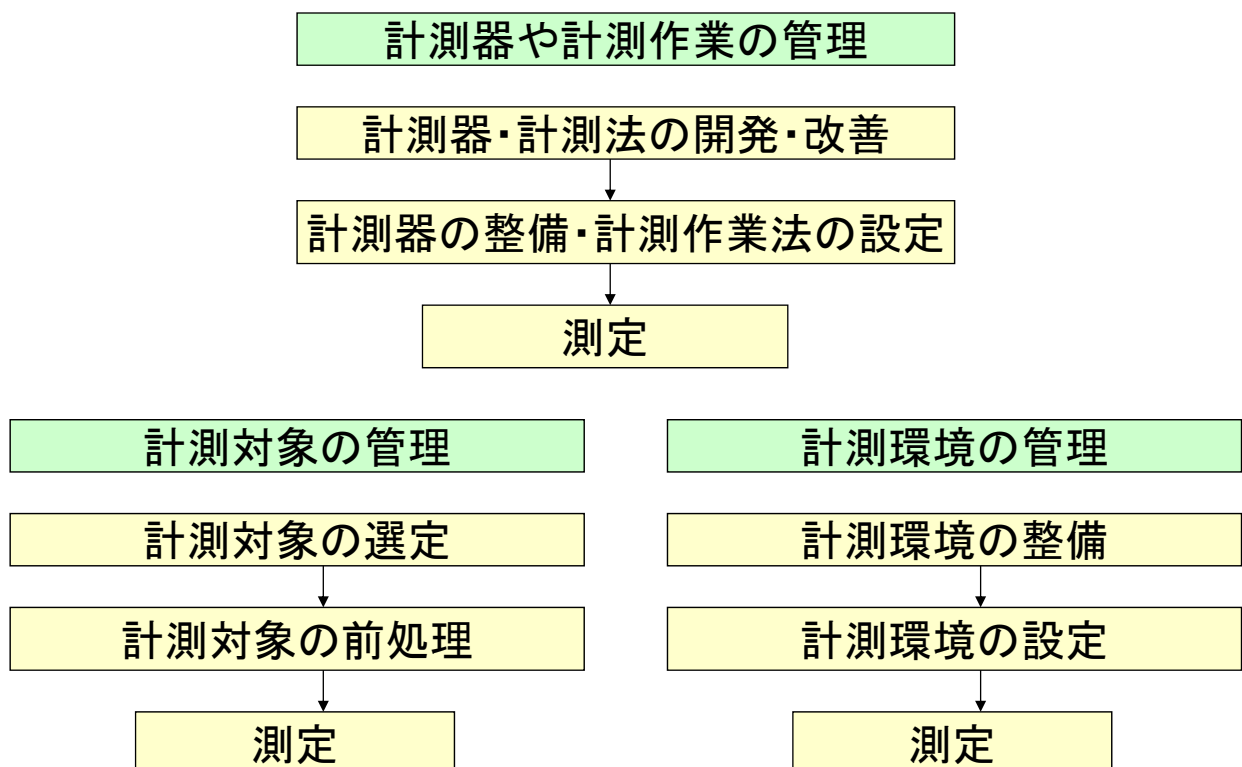 計測器や計測作業の管理
計測器・計測法の開発・改善
計測器の整備・計測作業法の設定
測定
計測対象の管理
計測対象の選定
計測対象の前処理
測定
計測環境の管理
計測環境の整備
計測環境の設定
測定